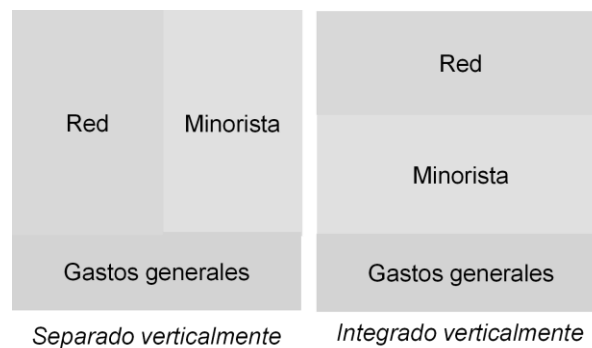 Red
Minorista
Gastos generales
Separado verticalmente
Red
Minorista
Gastos generales
Integrado verticalmente